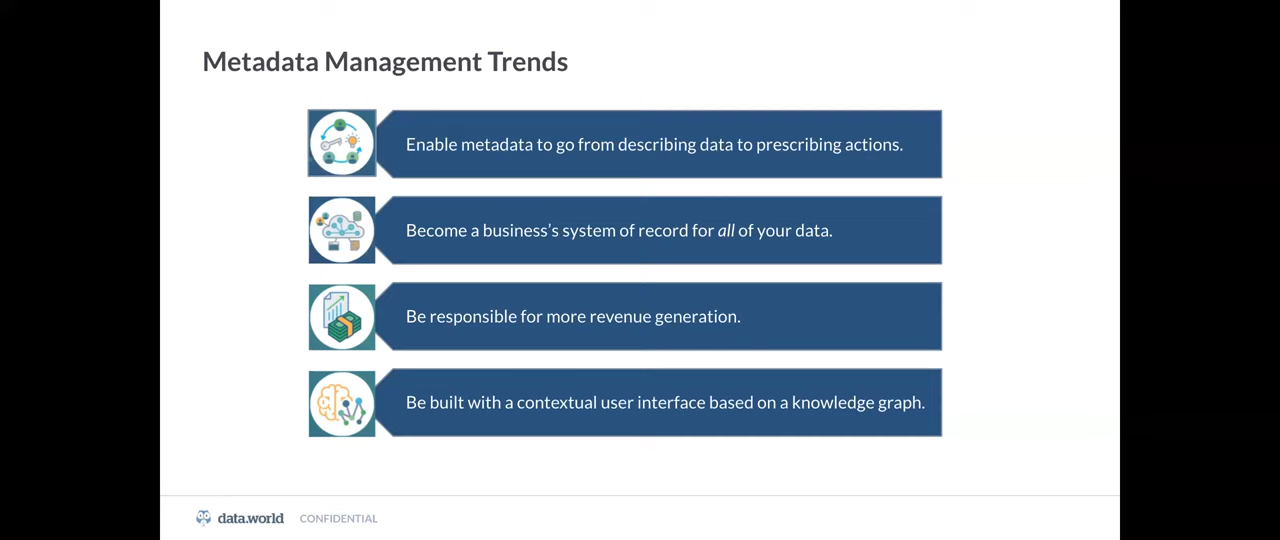 Metadata Management Trends
Enable metadata to go from describing data to prescribing actions.
Become a business’s system of record for all of your data.
Be responsible for more revenue generation.
Be built with a contextual user interface based on a knowledge graph.
data.world CONFIDENTIAL